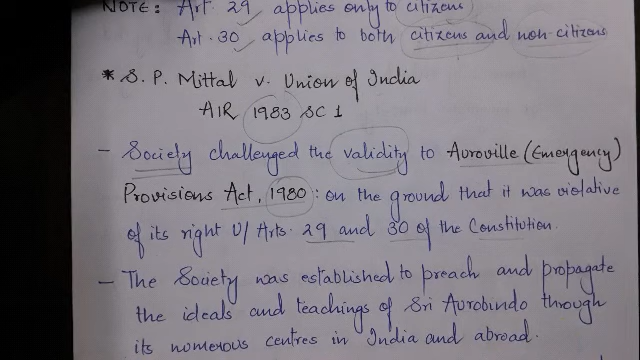 NOTE: Art. 29 applies only to citizens
Art. 30 applies to both citizens and non-citizens
* S. P. Mittal v. Union of India
AIR 1983 SC 1
- Society challenged the validity to Auroville (Emergency)
Provisions Act, 1980: on the ground that it was violative
of its right U/Arts. 29 and 30 of the Constitution.
- The Society was established to preach and propagate
the ideals and teachings of Sri Aurobindo through
its numerous centres in India and abroad.